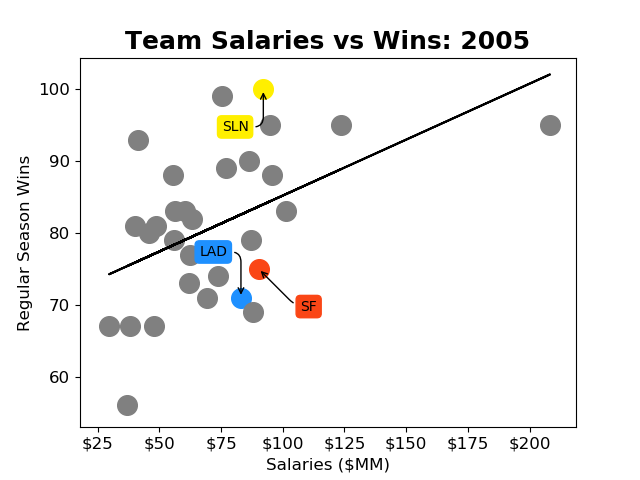 Team Salaries vs Wins: 2005
100
90
80
70
60
Regular Season Wins
SLN
LAD
SF
$25 $50 $75 $100 $125 $150 $175 $200
Salaries ($MM)